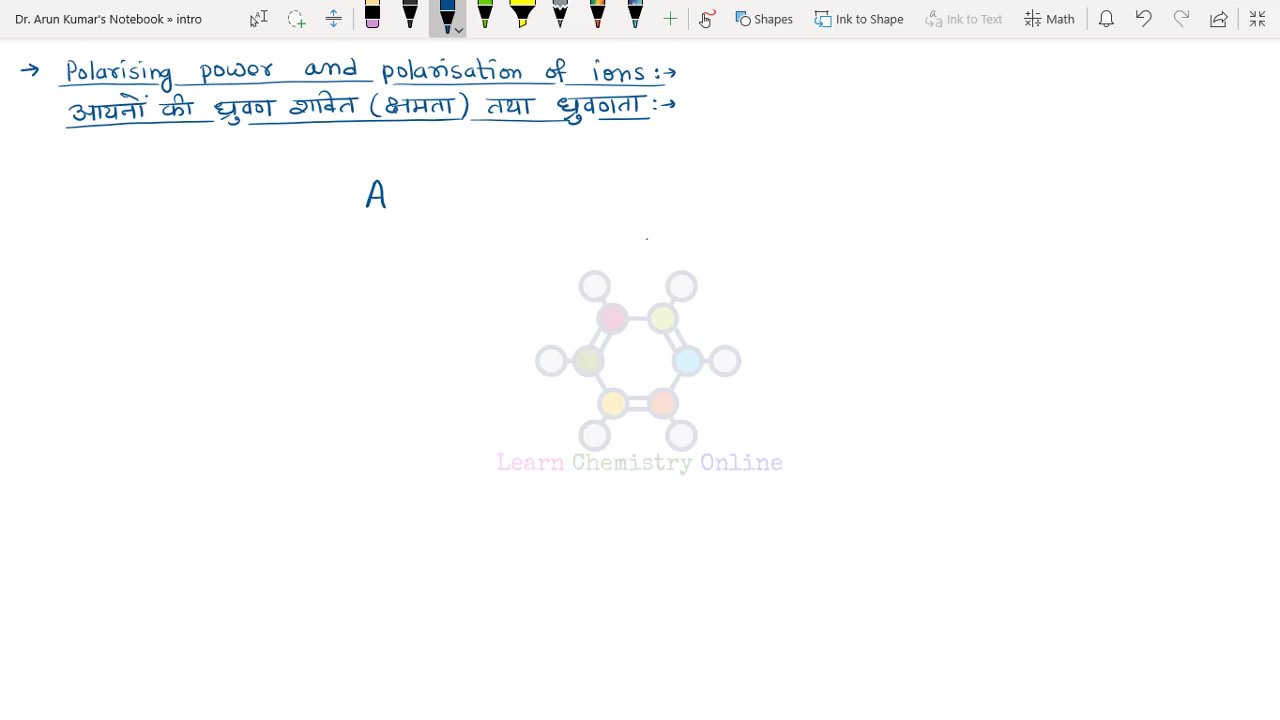 Dr. Arun Kumar's Notebook » intro
Shapes
Ink to Shape
Ink to Text
Math
→ Polarising power and polarisation of ions:→
आयनों की ध्रुवण शक्ति (क्षमता) तथा ध्रुवणता:→
A
Learn Chemistry Online